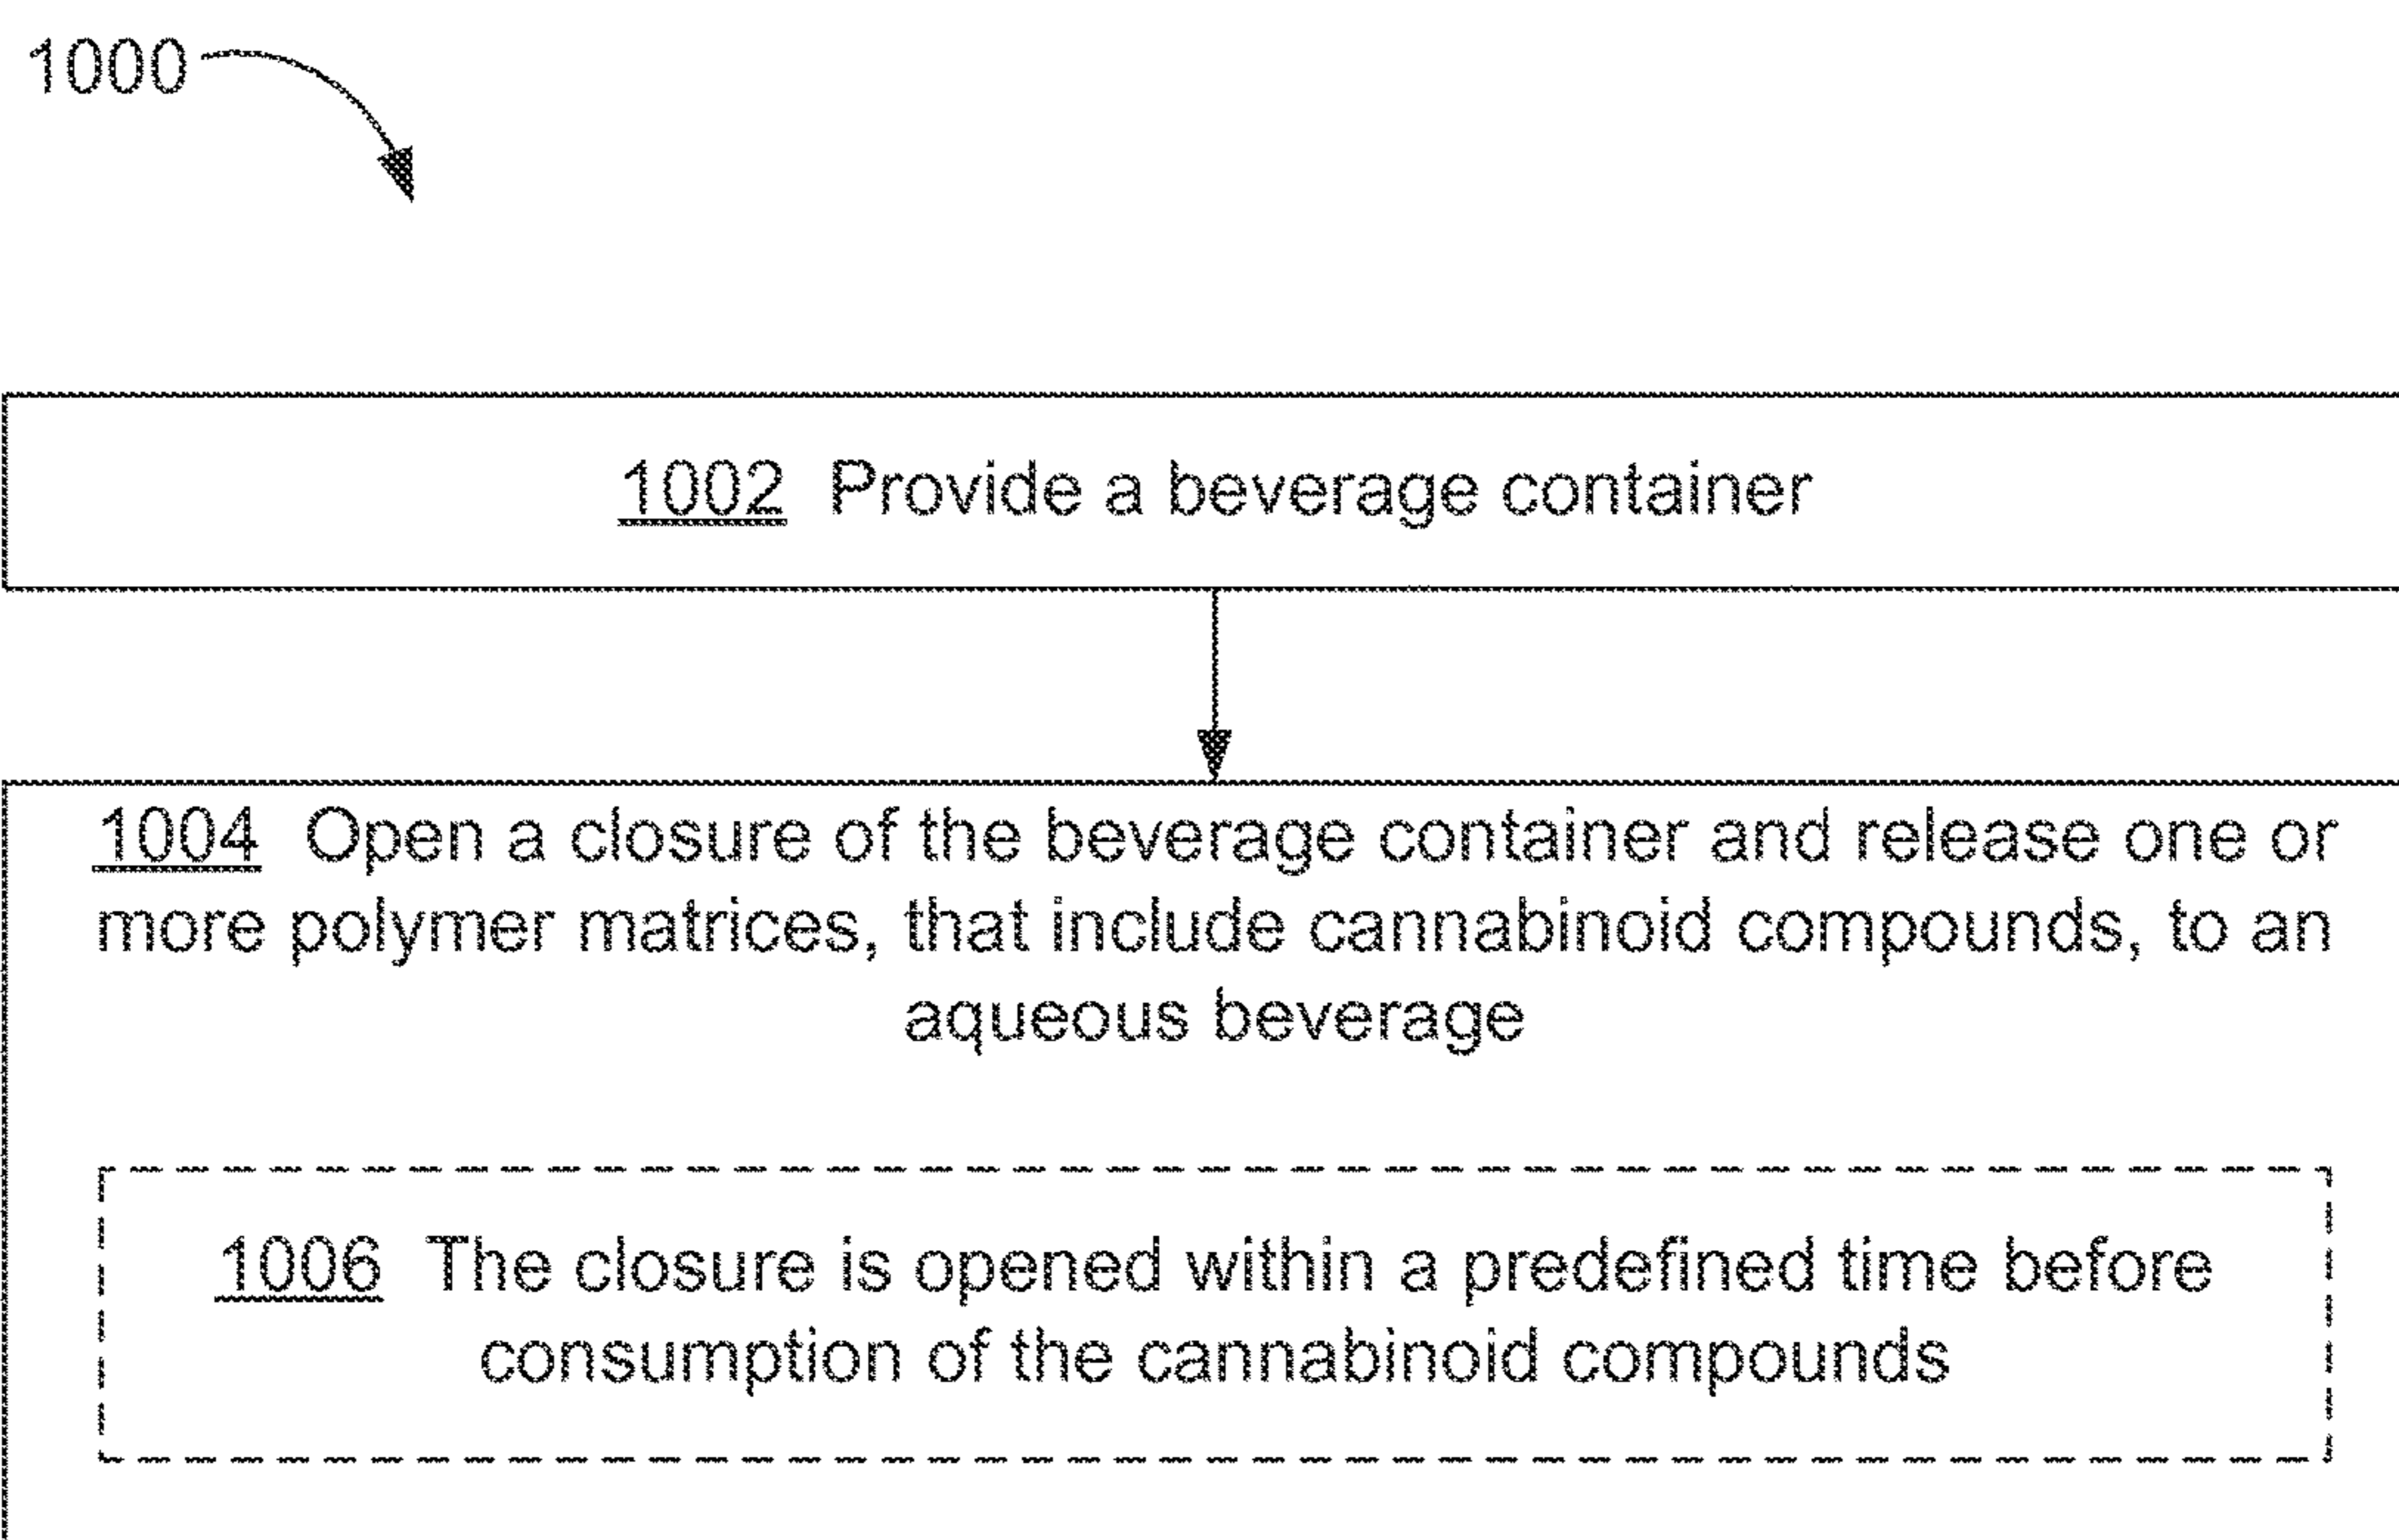 1000
1002 Provide a beverage container
1004 Open a closure of the beverage container and release one or
more polymer matrices, that include cannabinoid compounds, to an
aqueous beverage
1006 The closure is opened within a predefined time before
consumption of the cannabinoid compounds